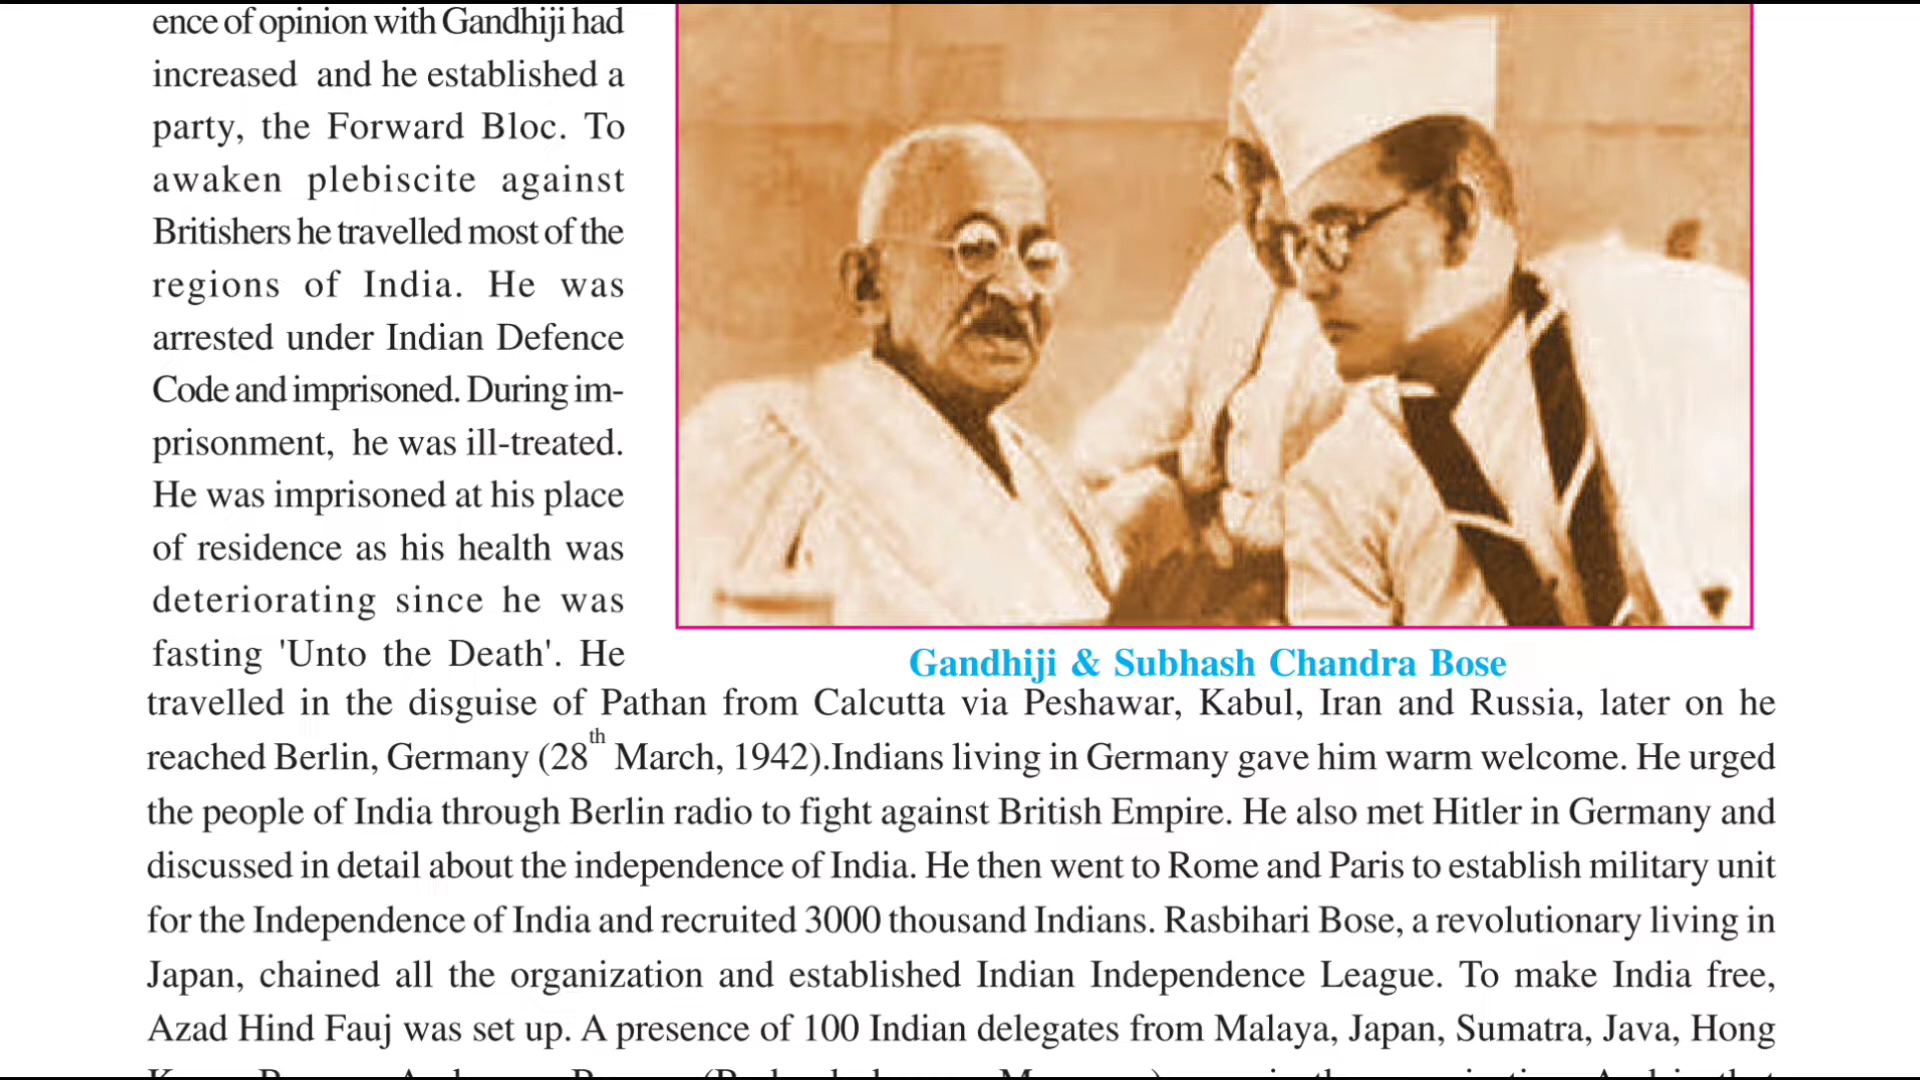 ence of opinion with Gandhiji had
increased and he established a
party, the Forward Bloc. To
awaken plebiscite against
Britishers he travelled most of the
regions of India. He was
arrested under Indian Defence
Code and imprisoned. During im-
prisonment, he was ill-treated.
He was imprisoned at his place
of residence as his health was
deteriorating since he was
fasting 'Unto the Death'. He
Gandhiji & Subhash Chandra Bose
travelled in the disguise of Pathan from Calcutta via Peshawar, Kabul, Iran and Russia, later on he
reached Berlin, Germany (28th March, 1942).Indians living in Germany gave him warm welcome. He urged
the people of India through Berlin radio to fight against British Empire. He also met Hitler in Germany and
discussed in detail about the independence of India. He then went to Rome and Paris to establish military unit
for the Independence of India and recruited 3000 thousand Indians. Rasbihari Bose, a revolutionary living in
Japan, chained all the organization and established Indian Independence League. To make India free,
Azad Hind Fauj was set up. A presence of 100 Indian delegates from Malaya, Japan, Sumatra, Java, Hong